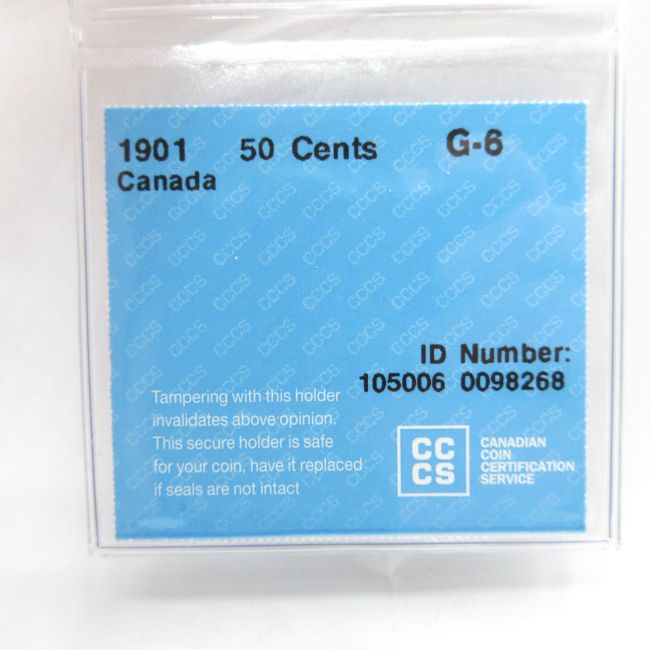 1901 50 Cents G-6
Canada
ID Number:
105006 0098268
Tampering with this holder
invalidates above opinion.
This secure holder is safe
for your coin, have it replaced
if seals are not intact
CC
CS
CANADIAN
COIN
CERTIFICATION
SERVICE